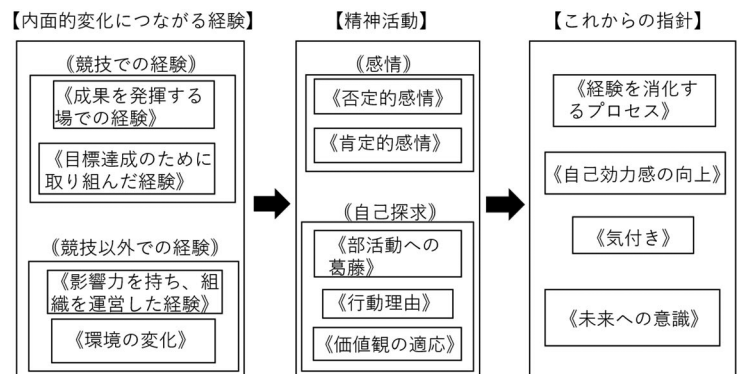 【内面的変化につながる経験】
⟪競技での経験⟫
《成果を発揮する
場での経験》
《目標達成のために
取り組んだ経験》
⟪競技以外での経験⟫
《影響力を持ち、組
織を運営した経験》
《環境の変化》
【精神活動】
⟪感情⟫
《否定的感情》
《肯定的感情》
⟪自己探求⟫
《部活動への
葛藤》
《行動理由》
《価値観の適応》
【これからの指針】
《経験を消化す
るプロセス》
《自己効力感の向上》
《気付き》
《未来への意識》